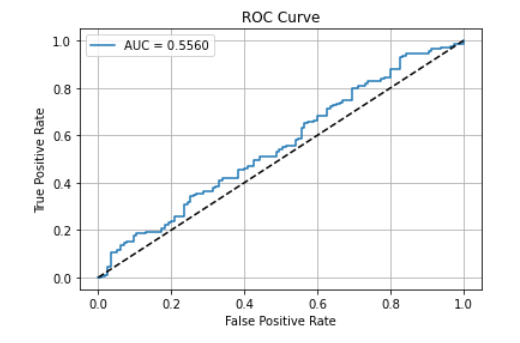 ROC Curve
AUC = 0.5560
True Positive Rate
1.0
0.8
0.6
0.4
0.2
0.0
0.0 0.2 0.4 0.6 0.8 1.0
False Positive Rate